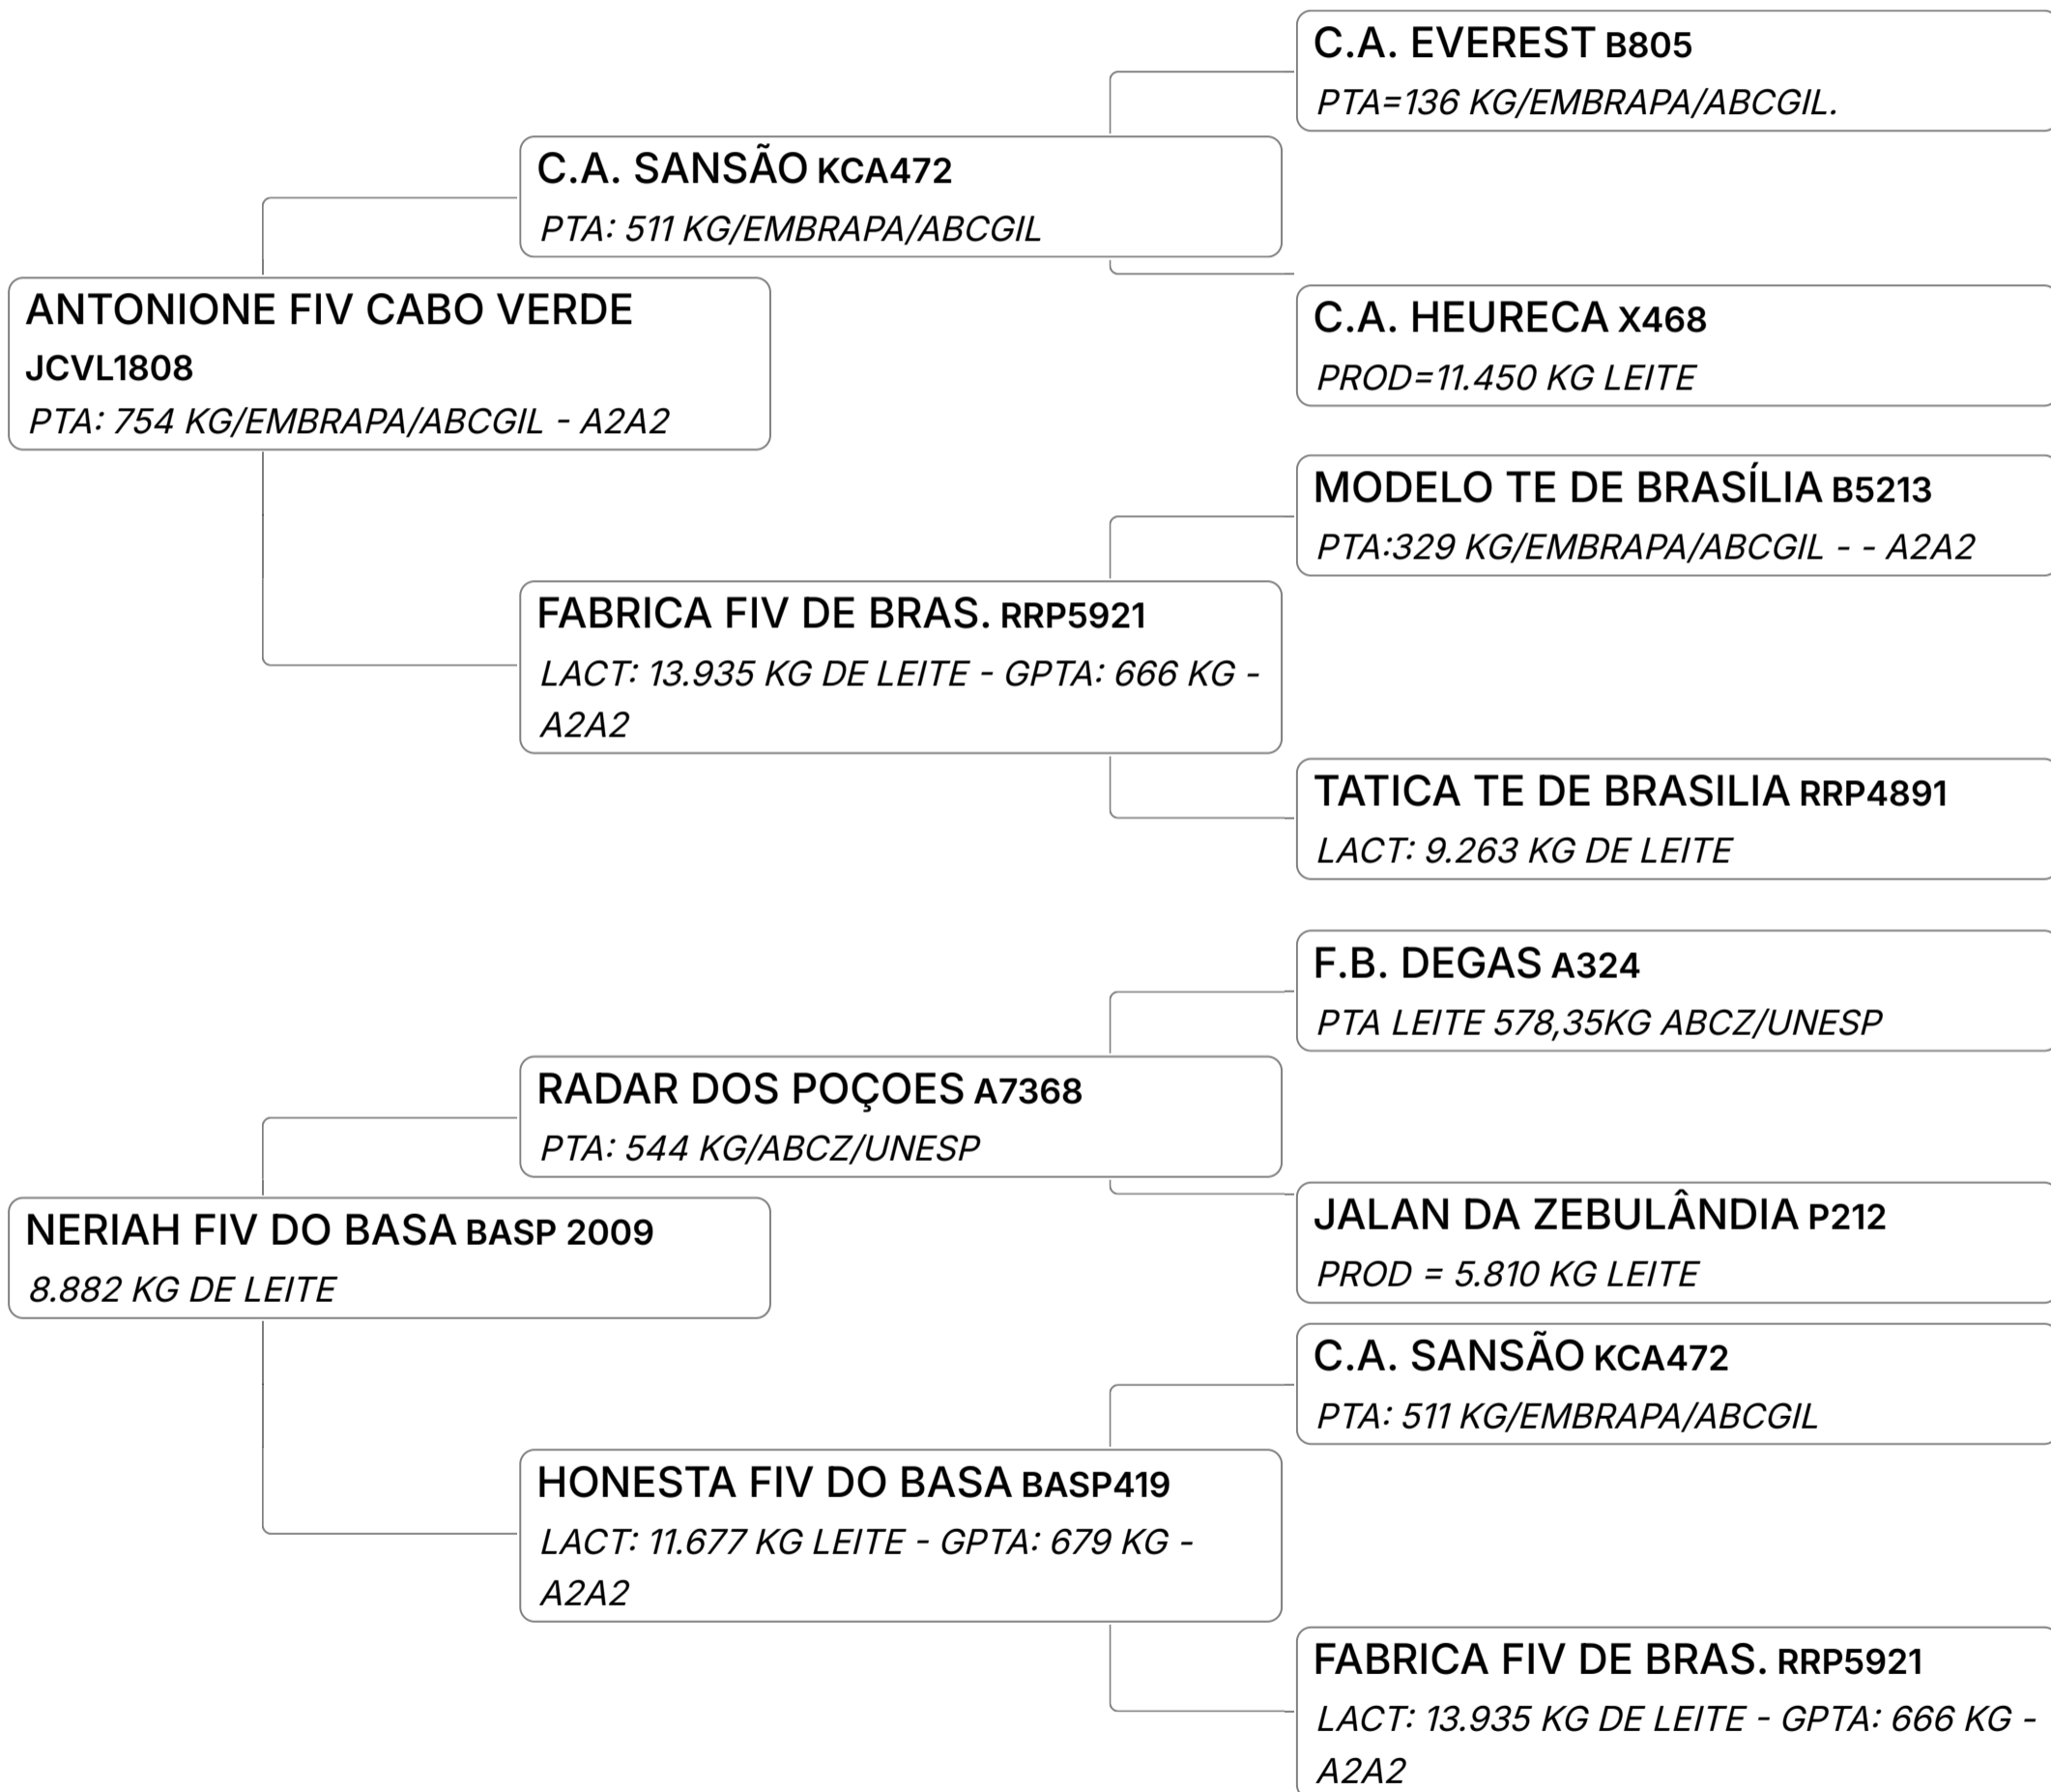 C.A. EVEREST B805
PTA=136 KG/EMBRAPA/ABCGIL.
C.A. SANSÃO KCA472
PTA: 511 KG/EMBRAPA/ABCGIL
C.A. HEURECA X468
PROD=11.450 KG LEITE
ANTONIONE FIV CABO VERDE
JCVL1808
PTA: 754 KG/EMBRAPA/ABCGIL - A2A2
MODELO TE DE BRASÍLIA B5213
PTA:329 KG/EMBRAPA/ABCGIL - - A2A2
FABRICA FIV DE BRAS. RRP5921
LACT: 13.935 KG DE LEITE - GPTA: 666 KG -
A2A2
TATICA TE DE BRASILIA RRP4891
LACT: 9.263 KG DE LEITE
F.B. DEGAS A324
PTA LEITE 578,35KG ABCZ/UNESP
RADAR DOS POÇOES A7368
PTA: 544 KG/ABCZ/UNESP
JALAN DA ZEBULÂNDIA P212
PROD = 5.810 KG LEITE
NERIAH FIV DO BASA BASP 2009
8.882 KG DE LEITE
C.A. SANSÃO KCA472
PTA: 511 KG/EMBRAPA/ABCGIL
HONESTA FIV DO BASA BASP419
LACT: 11.677 KG LEITE - GPTA: 679 KG -
A2A2
FABRICA FIV DE BRAS. RRP5921
LACT: 13.935 KG DE LEITE - GPTA: 666 KG -
A2A2